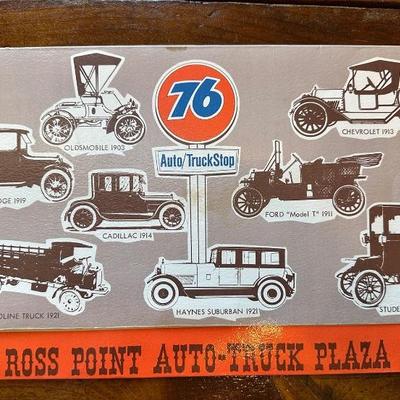 76
Auto/TruckStop
OLDSMOBILE 1903
CHEVROLET 1913
DGE 1919
FORD "Model T" 1911
CADILLAC 1914
OLINE TRUCK 1921
HAYNES SUBURBAN 1921
STUDE
ROSS POINT AUTO-TRUCK PLAZA